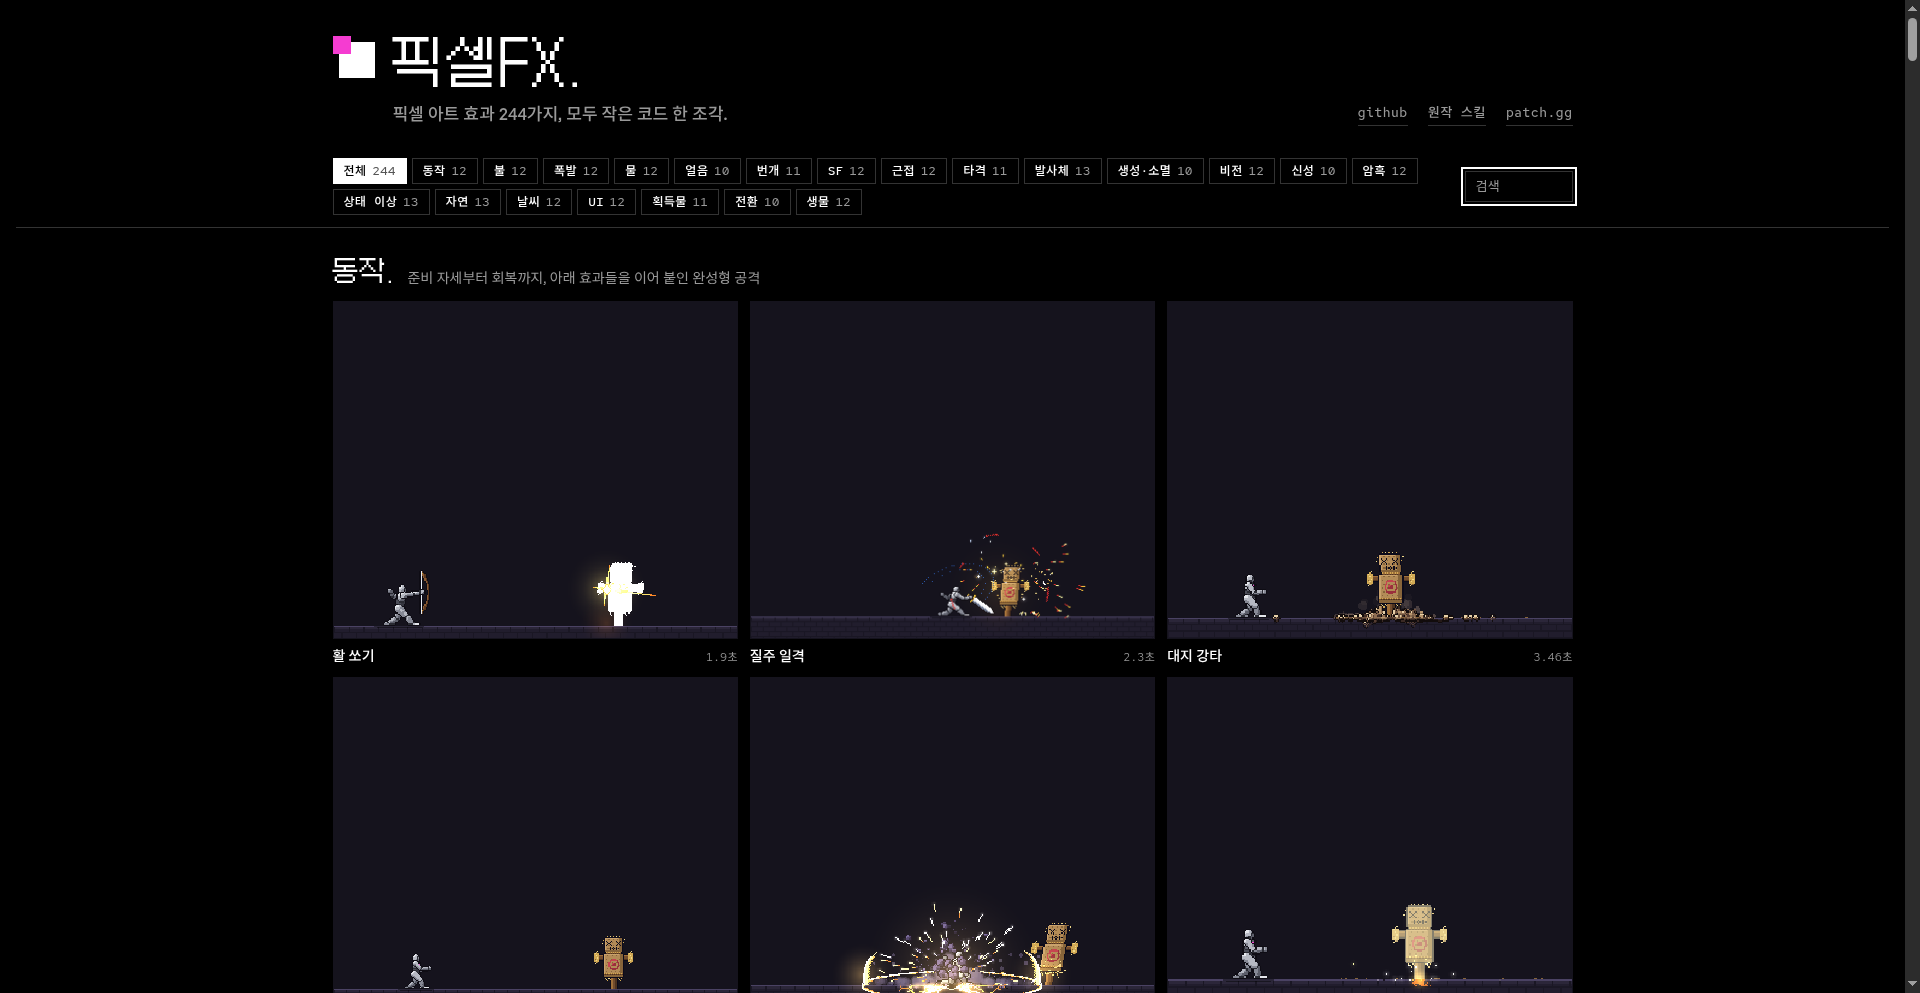 픽셀FX.
픽셀 아트 효과 244가지, 모두 작은 코드 한 조각.
github 원작 스킬 patch.gg
전체 244 동작 12 불 12 폭발 12 물 12 얼음 10 번개 11 SF 12 근접 12 타격 11 발사체 13 생성·소멸 10 비전 12 신성 10 암흑 12
상태 이상 13 자연 13 날씨 12 UI 12 획득물 11 전환 10 생물 12
검색
동작. 준비 자세부터 회복까지, 아래 효과들을 이어 붙인 완성형 공격
활 쏘기 1.9초
질주 일격 2.3초
대지 강타 3.46초